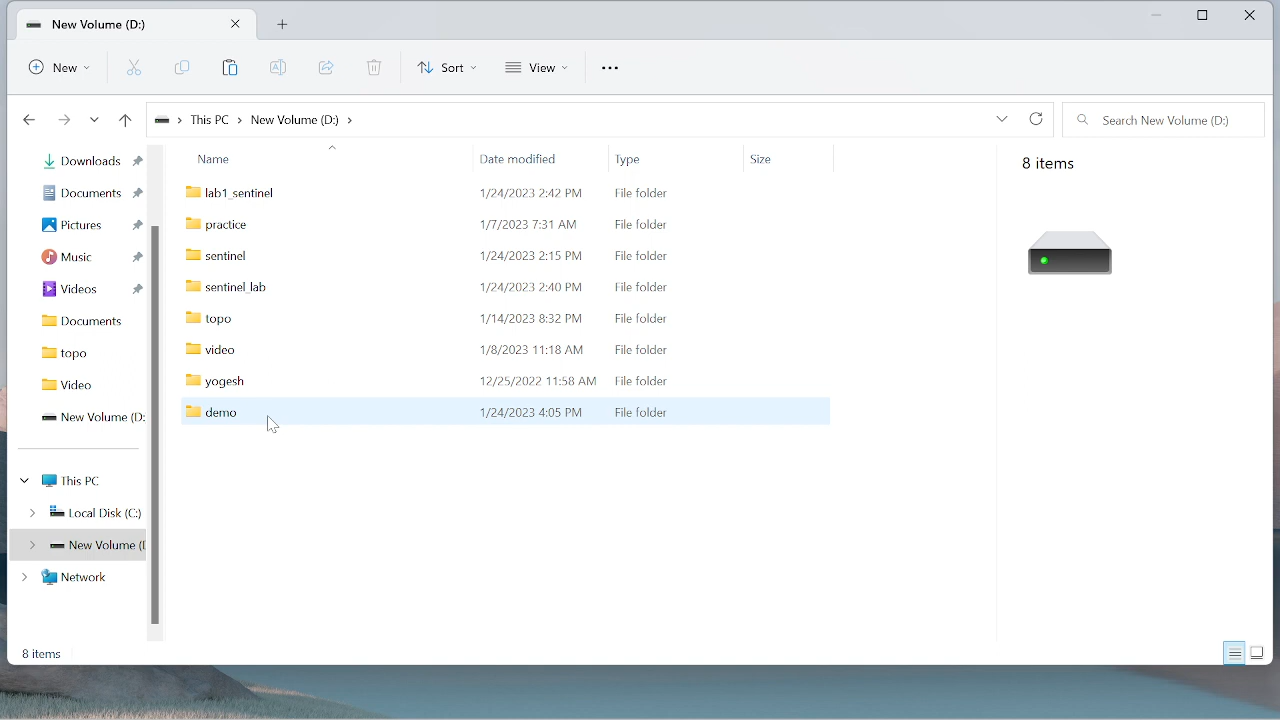 New Volume (D:)
New Sort View
This PC New Volume (D:) Search New Volume (D:)
Downloads
Documents
Pictures
Music
Videos
Documents
topo
Video
New Volume (D:
This PC
Local Disk (C:)
New Volume (
Network
Name Date modified Type Size
lab1_sentinel 1/24/2023 2:42 PM File folder
practice 1/7/2023 7:31 AM File folder
sentinel 1/24/2023 2:15 PM File folder
sentinel_lab 1/24/2023 2:40 PM File folder
topo 1/14/2023 8:32 PM File folder
video 1/8/2023 11:18 AM File folder
yogesh 12/25/2022 11:58 AM File folder
demo 1/24/2023 4:05 PM File folder
8 items
8 items